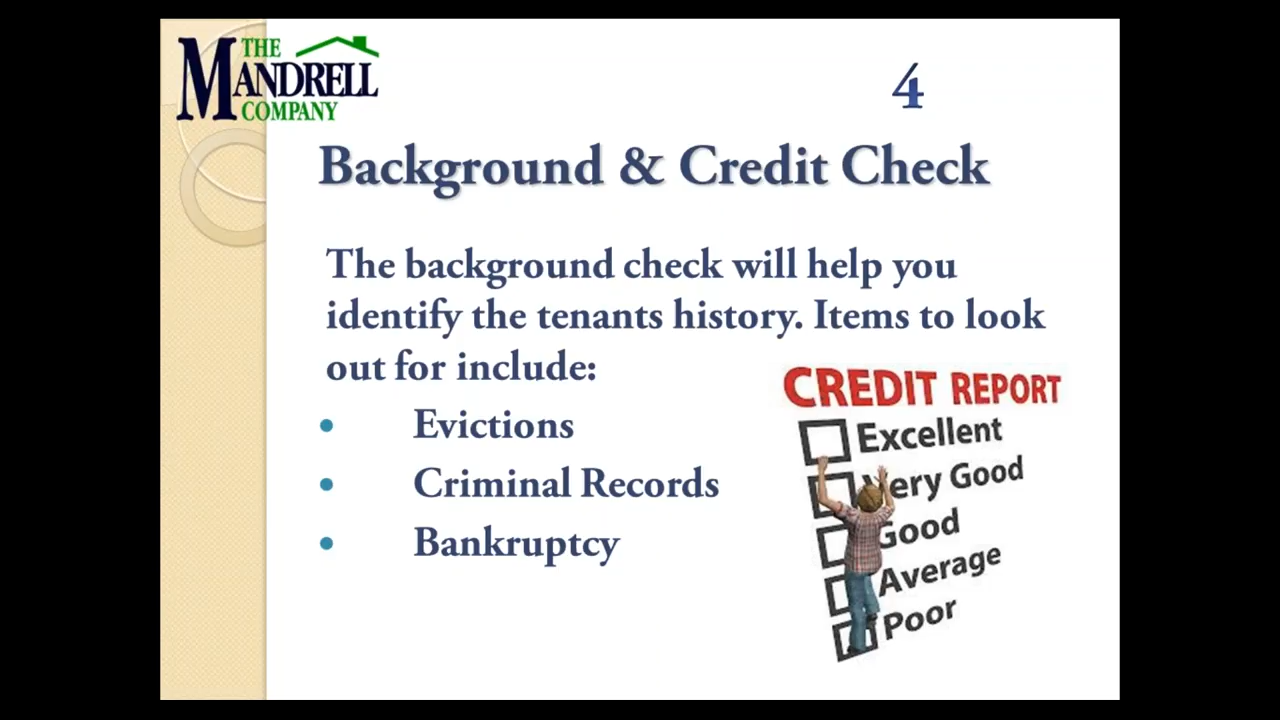 THE
MANDRELL
COMPANY
4
Background & Credit Check
The background check will help you
identify the tenants history. Items to look
out for include:
• Evictions
• Criminal Records
• Bankruptcy
CREDIT REPORT
Excellent
Very Good
Good
Average
Poor